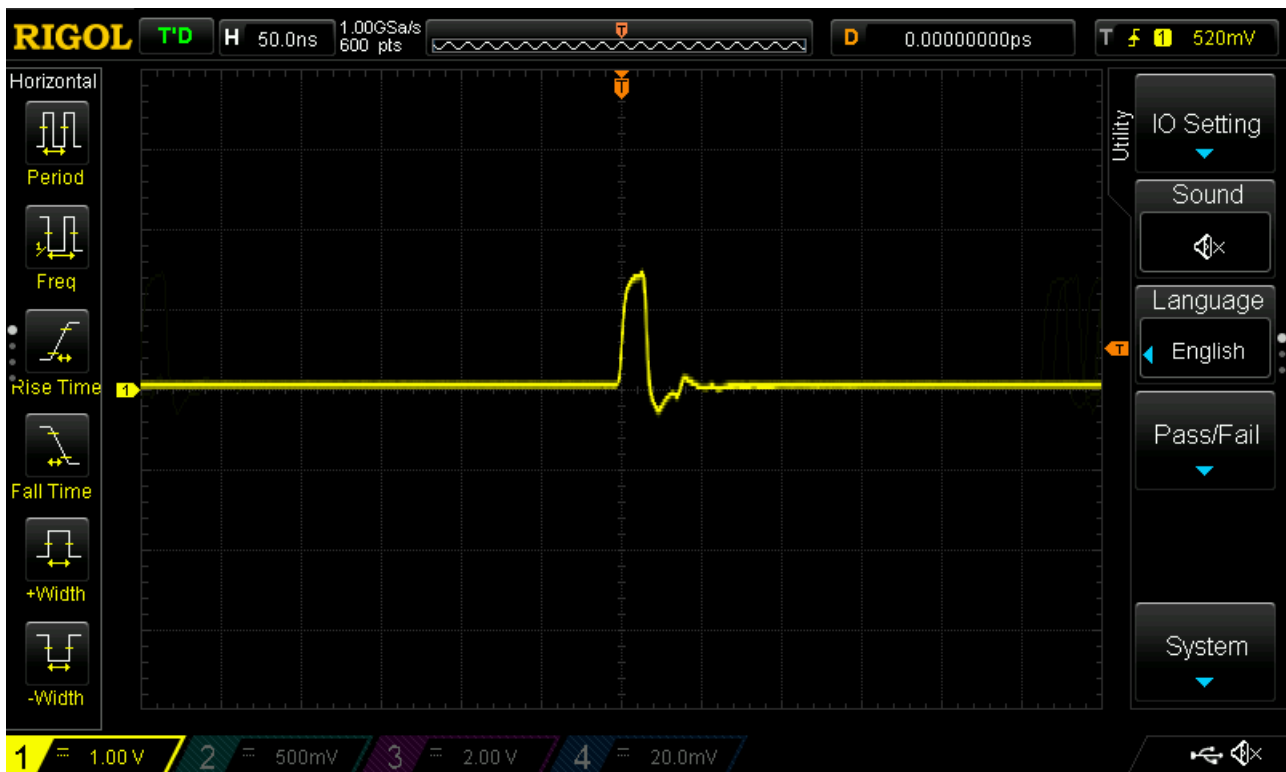 RIGOL T'D H 50.0ns 1.00GSa/s 600 pts T D 0.00000000ps T 1 520mV
Horizontal
Period
Freq
Rise Time
Fall Time
+Width
-Width
T
1
T
Utility
IO Setting
Sound
Language
English
Pass/Fail
System
1 1.00 V 2 500mV 3 2.00 V 4 20.0mV